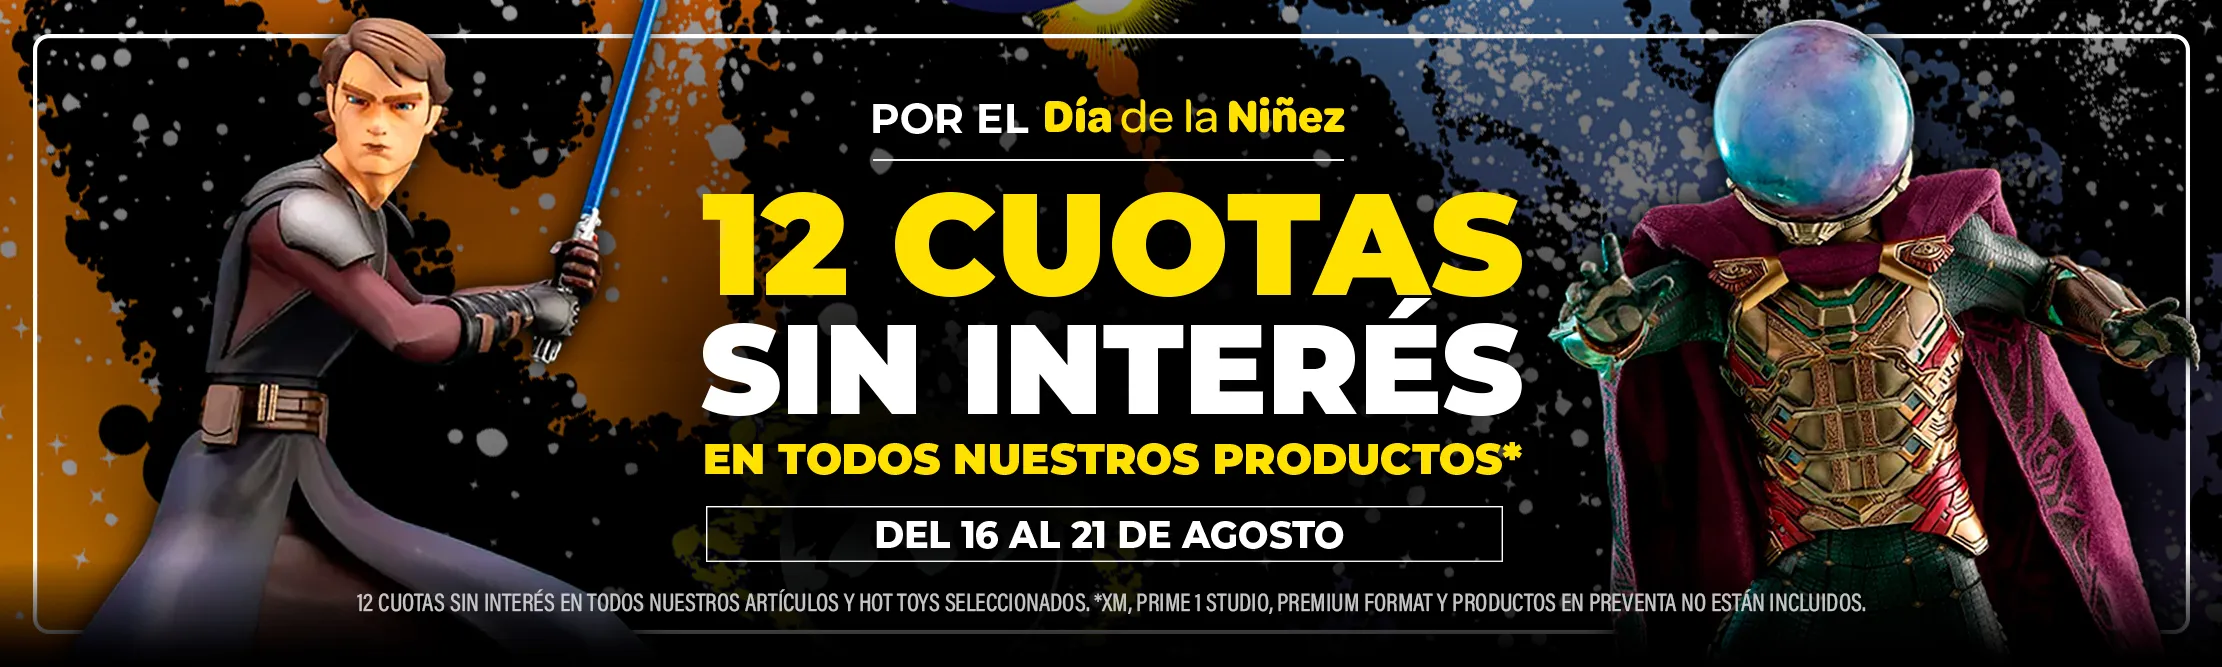 POR EL Día de la Niñez
12 CUOTAS
SIN INTERÉS
EN TODOS NUESTROS PRODUCTOS*
DEL 16 AL 21 DE AGOSTO
12 CUOTAS SIN INTERÉS EN TODOS NUESTROS ARTÍCULOS Y HOT TOYS SELECCIONADOS. *XM, PRIME 1 STUDIO, PREMIUM FORMAT Y PRODUCTOS EN PREVENTA NO ESTÁN INCLUIDOS.